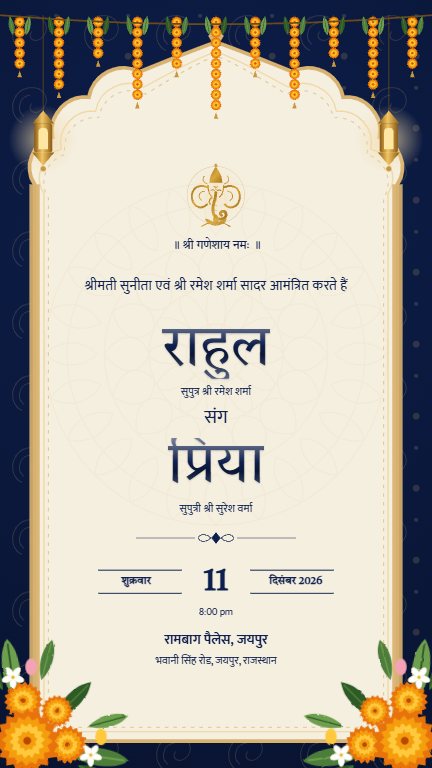 ॥ श्री गणेशाय नमः ॥
श्रीमती सुनीता एवं श्री रमेश शर्मा सादर आमंत्रित करते हैं
राहुल
सुपुत्र श्री रमेश शर्मा
संग
प्रिया
सुपुत्री श्री सुरेश वर्मा
शुक्रवार 11 दिसंबर 2026
8:00 pm
रामबाग पैलेस, जयपुर
भवानी सिंह रोड, जयपुर, राजस्थान